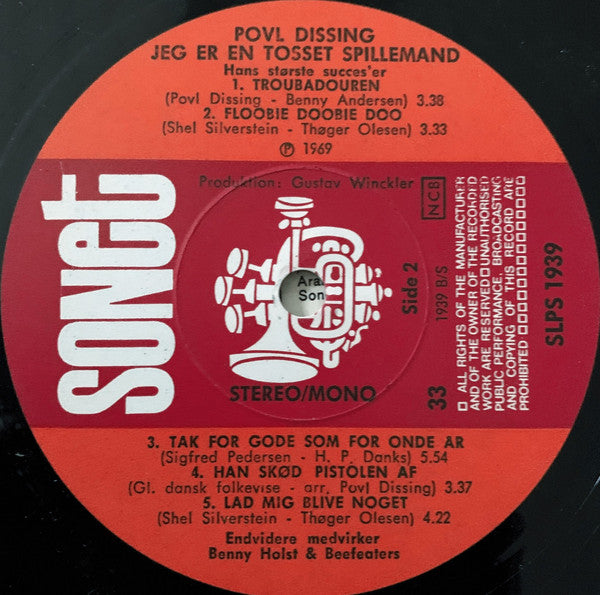 POVL DISSING
JEG ER EN TOSSET SPILLEMAND
Hans største succes'er
1. TROUBADOUREN
(Povl Dissing - Benny Andersen) 3.38
2. FLOOBIE DOOBIE DOO
(Shel Silverstein - Thøger Olesen) 3.33
Ⓟ 1969
SONET
Produktion: Gustav Winckler
NCB
Side 2
1939 B/S
STEREO/MONO
33
□ ALL RIGHTS OF THE MANUFACTURER
AND OF THE OWNER OF THE RECORDED
WORK ARE RESERVED □ UNAUTHORISED
PUBLIC PERFORMANCE, BROADCASTING
AND COPYING OF THIS RECORD ARE
PROHIBITED □□□□□□□□□□□□□□
SLPS 1939
3. TAK FOR GODE SOM FOR ONDE ÅR
(Sigfred Pedersen - H. P. Danks) 5.54
4. HAN SKØD PISTOLEN AF
(Gl. dansk folkevise - arr. Povl Dissing) 3.37
5. LAD MIG BLIVE NOGET
(Shel Silverstein - Thøger Olesen) 4.22
Endvidere medvirker
Benny Holst & Beefeaters